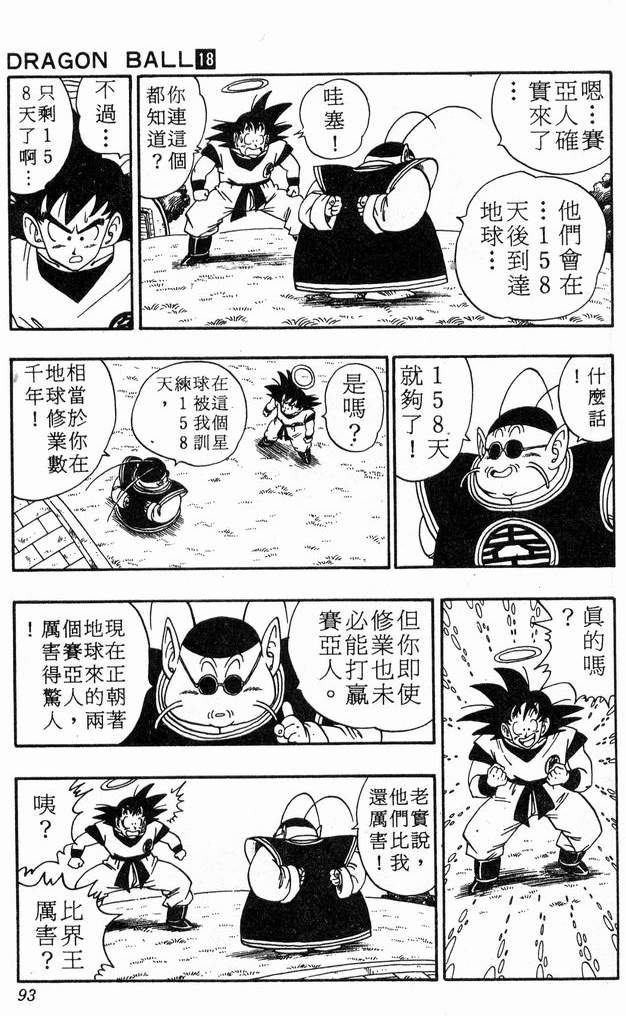 DRAGON BALL 18
嗯…賽
亞人確
實來了
…
他們會在
…158
天後到達
地球…
哇塞！
你連這個
都知道？
不過…
只剩15
8天了啊…
什麼話
！
158天
就夠了！
是嗎？
在這個星
球被我訓
練158
天，
相當於你在
地球修業數
千年！
眞的嗎
？
但你即使
修業也未
必能打贏
賽亞人。
現在正朝著
地球來的兩
個賽亞人，
厲害得驚人
！
老實說，
他們比我
還厲害！
咦？
比界王
厲害？
93